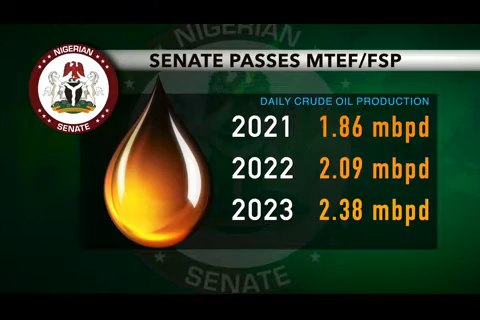 NIGERIAN
SENATE
SENATE PASSES MTEF/FSP
DAILY CRUDE OIL PRODUCTION
2021 1.86 mbpd
2022 2.09 mbpd
2023 2.38 mbpd
NIGERIAN
SENATE